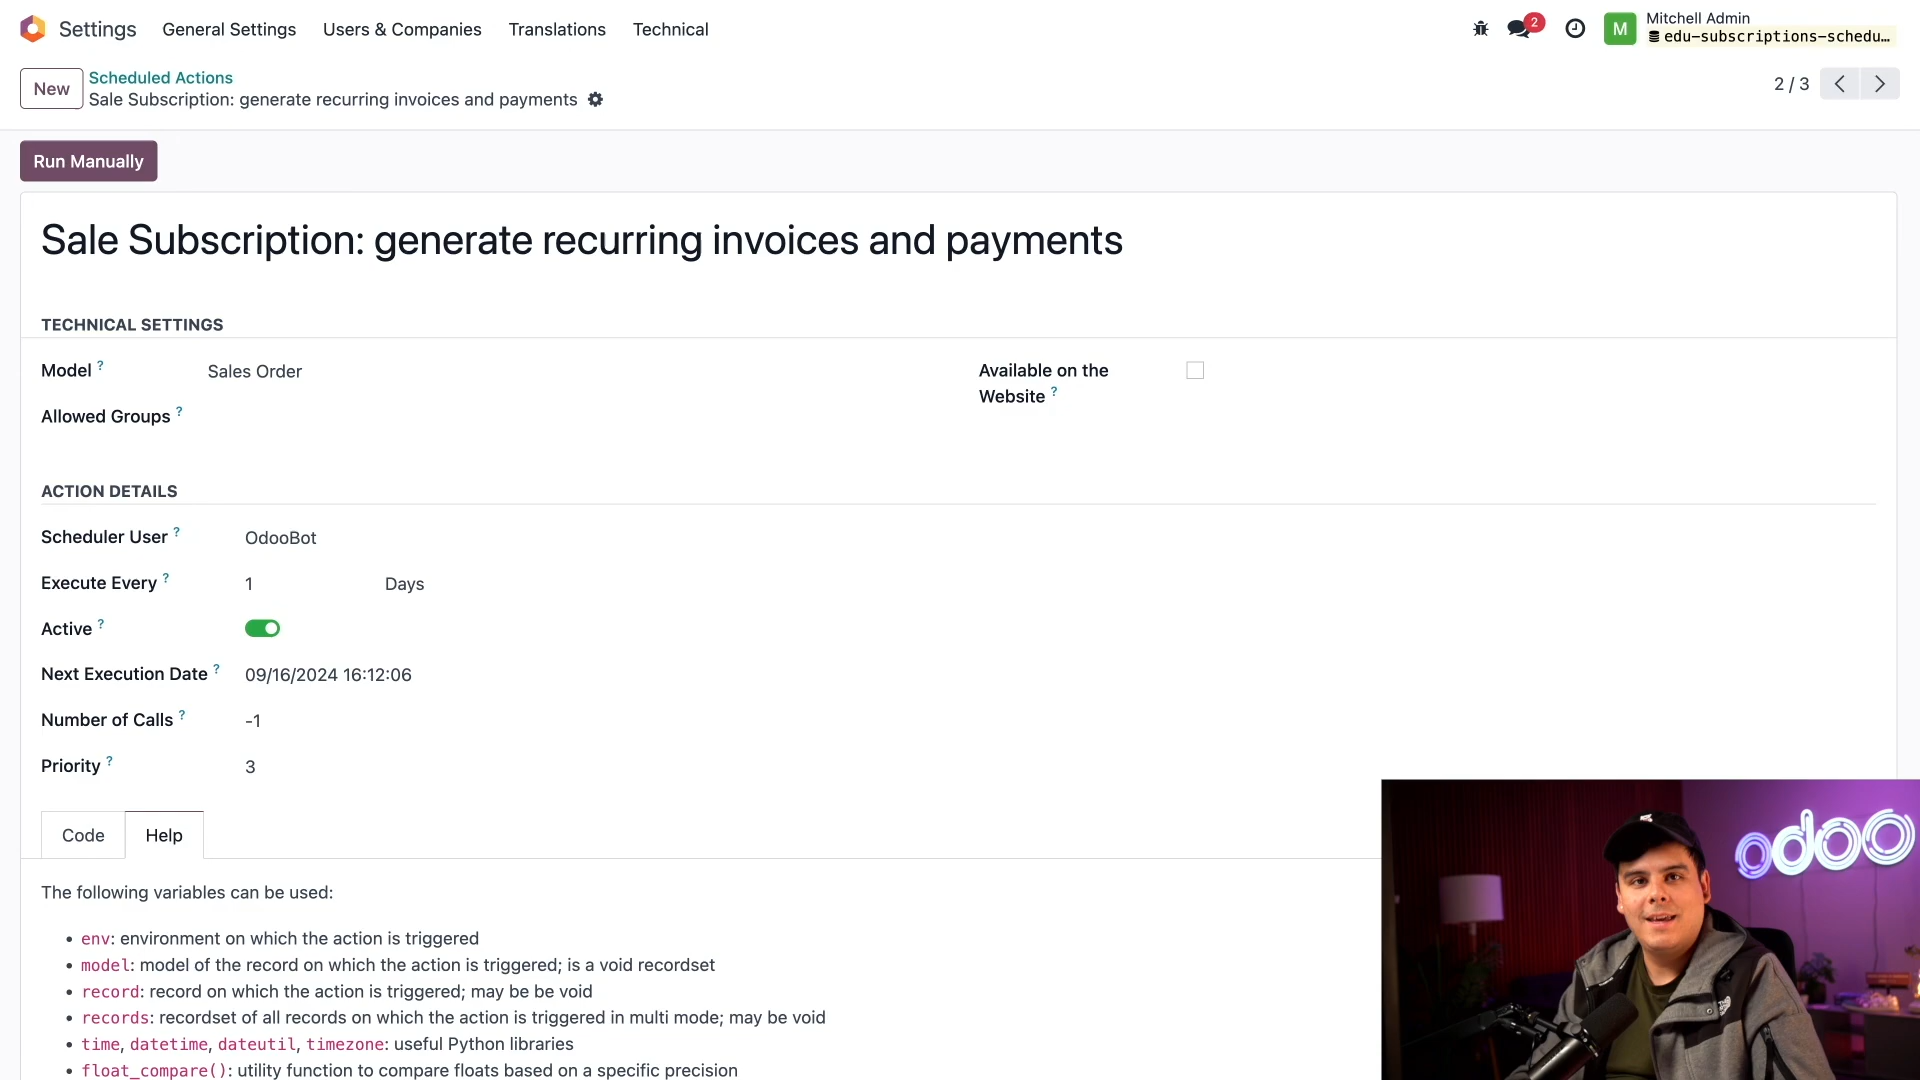 Settings General Settings Users & Companies Translations Technical 2 M Mitchell Admin
edu-subscriptions-schedu...
New Scheduled Actions
Sale Subscription: generate recurring invoices and payments 2 / 3
Run Manually
Sale Subscription: generate recurring invoices and payments
TECHNICAL SETTINGS
Model ? Sales Order
Available on the
Website ?
Allowed Groups ?
ACTION DETAILS
Scheduler User ? OdooBot
Execute Every ? 1 Days
Active ?
Next Execution Date ? 09/16/2024 16:12:06
Number of Calls ? -1
Priority ? 3
Code Help
odoo
The following variables can be used:
• env: environment on which the action is triggered
• model: model of the record on which the action is triggered; is a void recordset
• record: record on which the action is triggered; may be be void
• records: recordset of all records on which the action is triggered in multi mode; may be void
• time, datetime, dateutil, timezone: useful Python libraries
• float_compare(): utility function to compare floats based on a specific precision